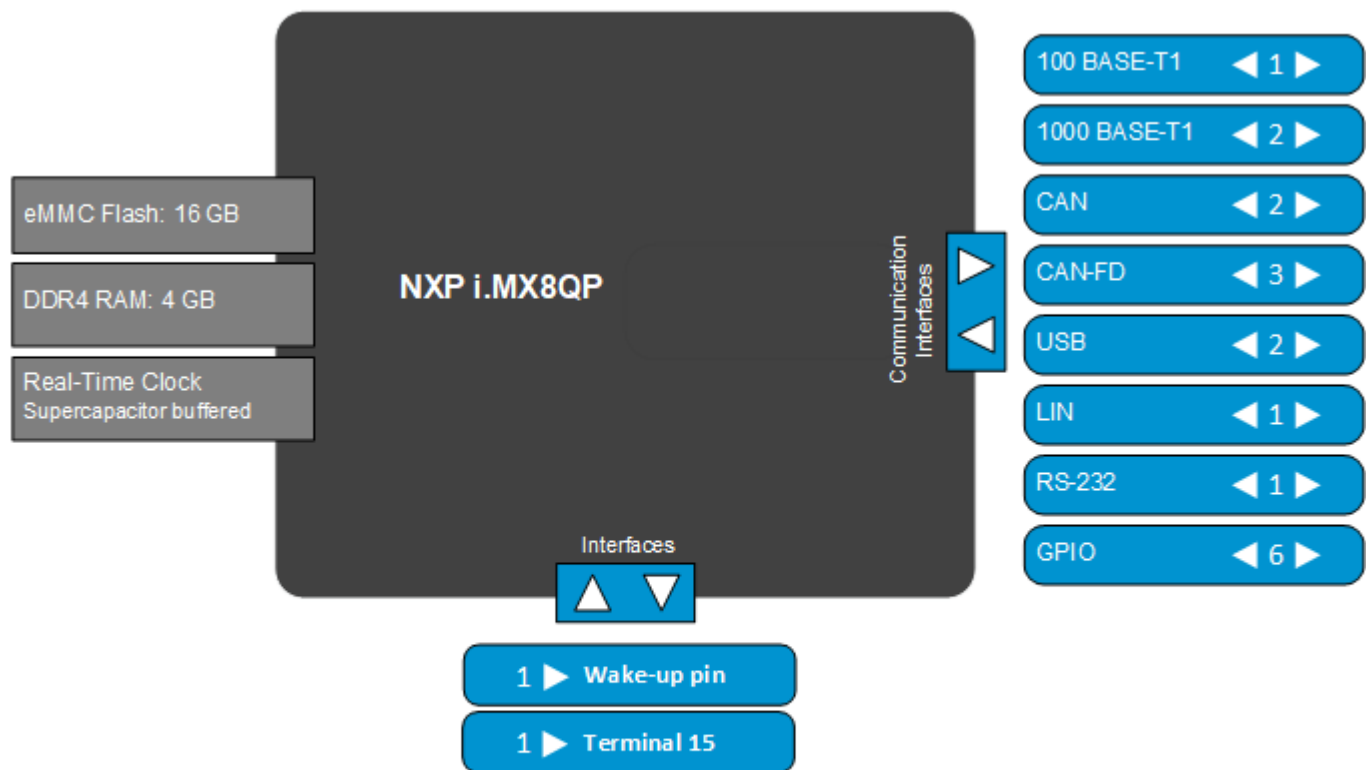 eMMC Flash: 16 GB
DDR4 RAM: 4 GB
Real-Time Clock
Supercapacitor buffered
NXP i.MX8QP
Communication
Interfaces
100 BASE-T1 1
1000 BASE-T1 2
CAN 2
CAN-FD 3
USB 2
LIN 1
RS-232 1
GPIO 6
Interfaces
1 Wake-up pin
1 Terminal 15